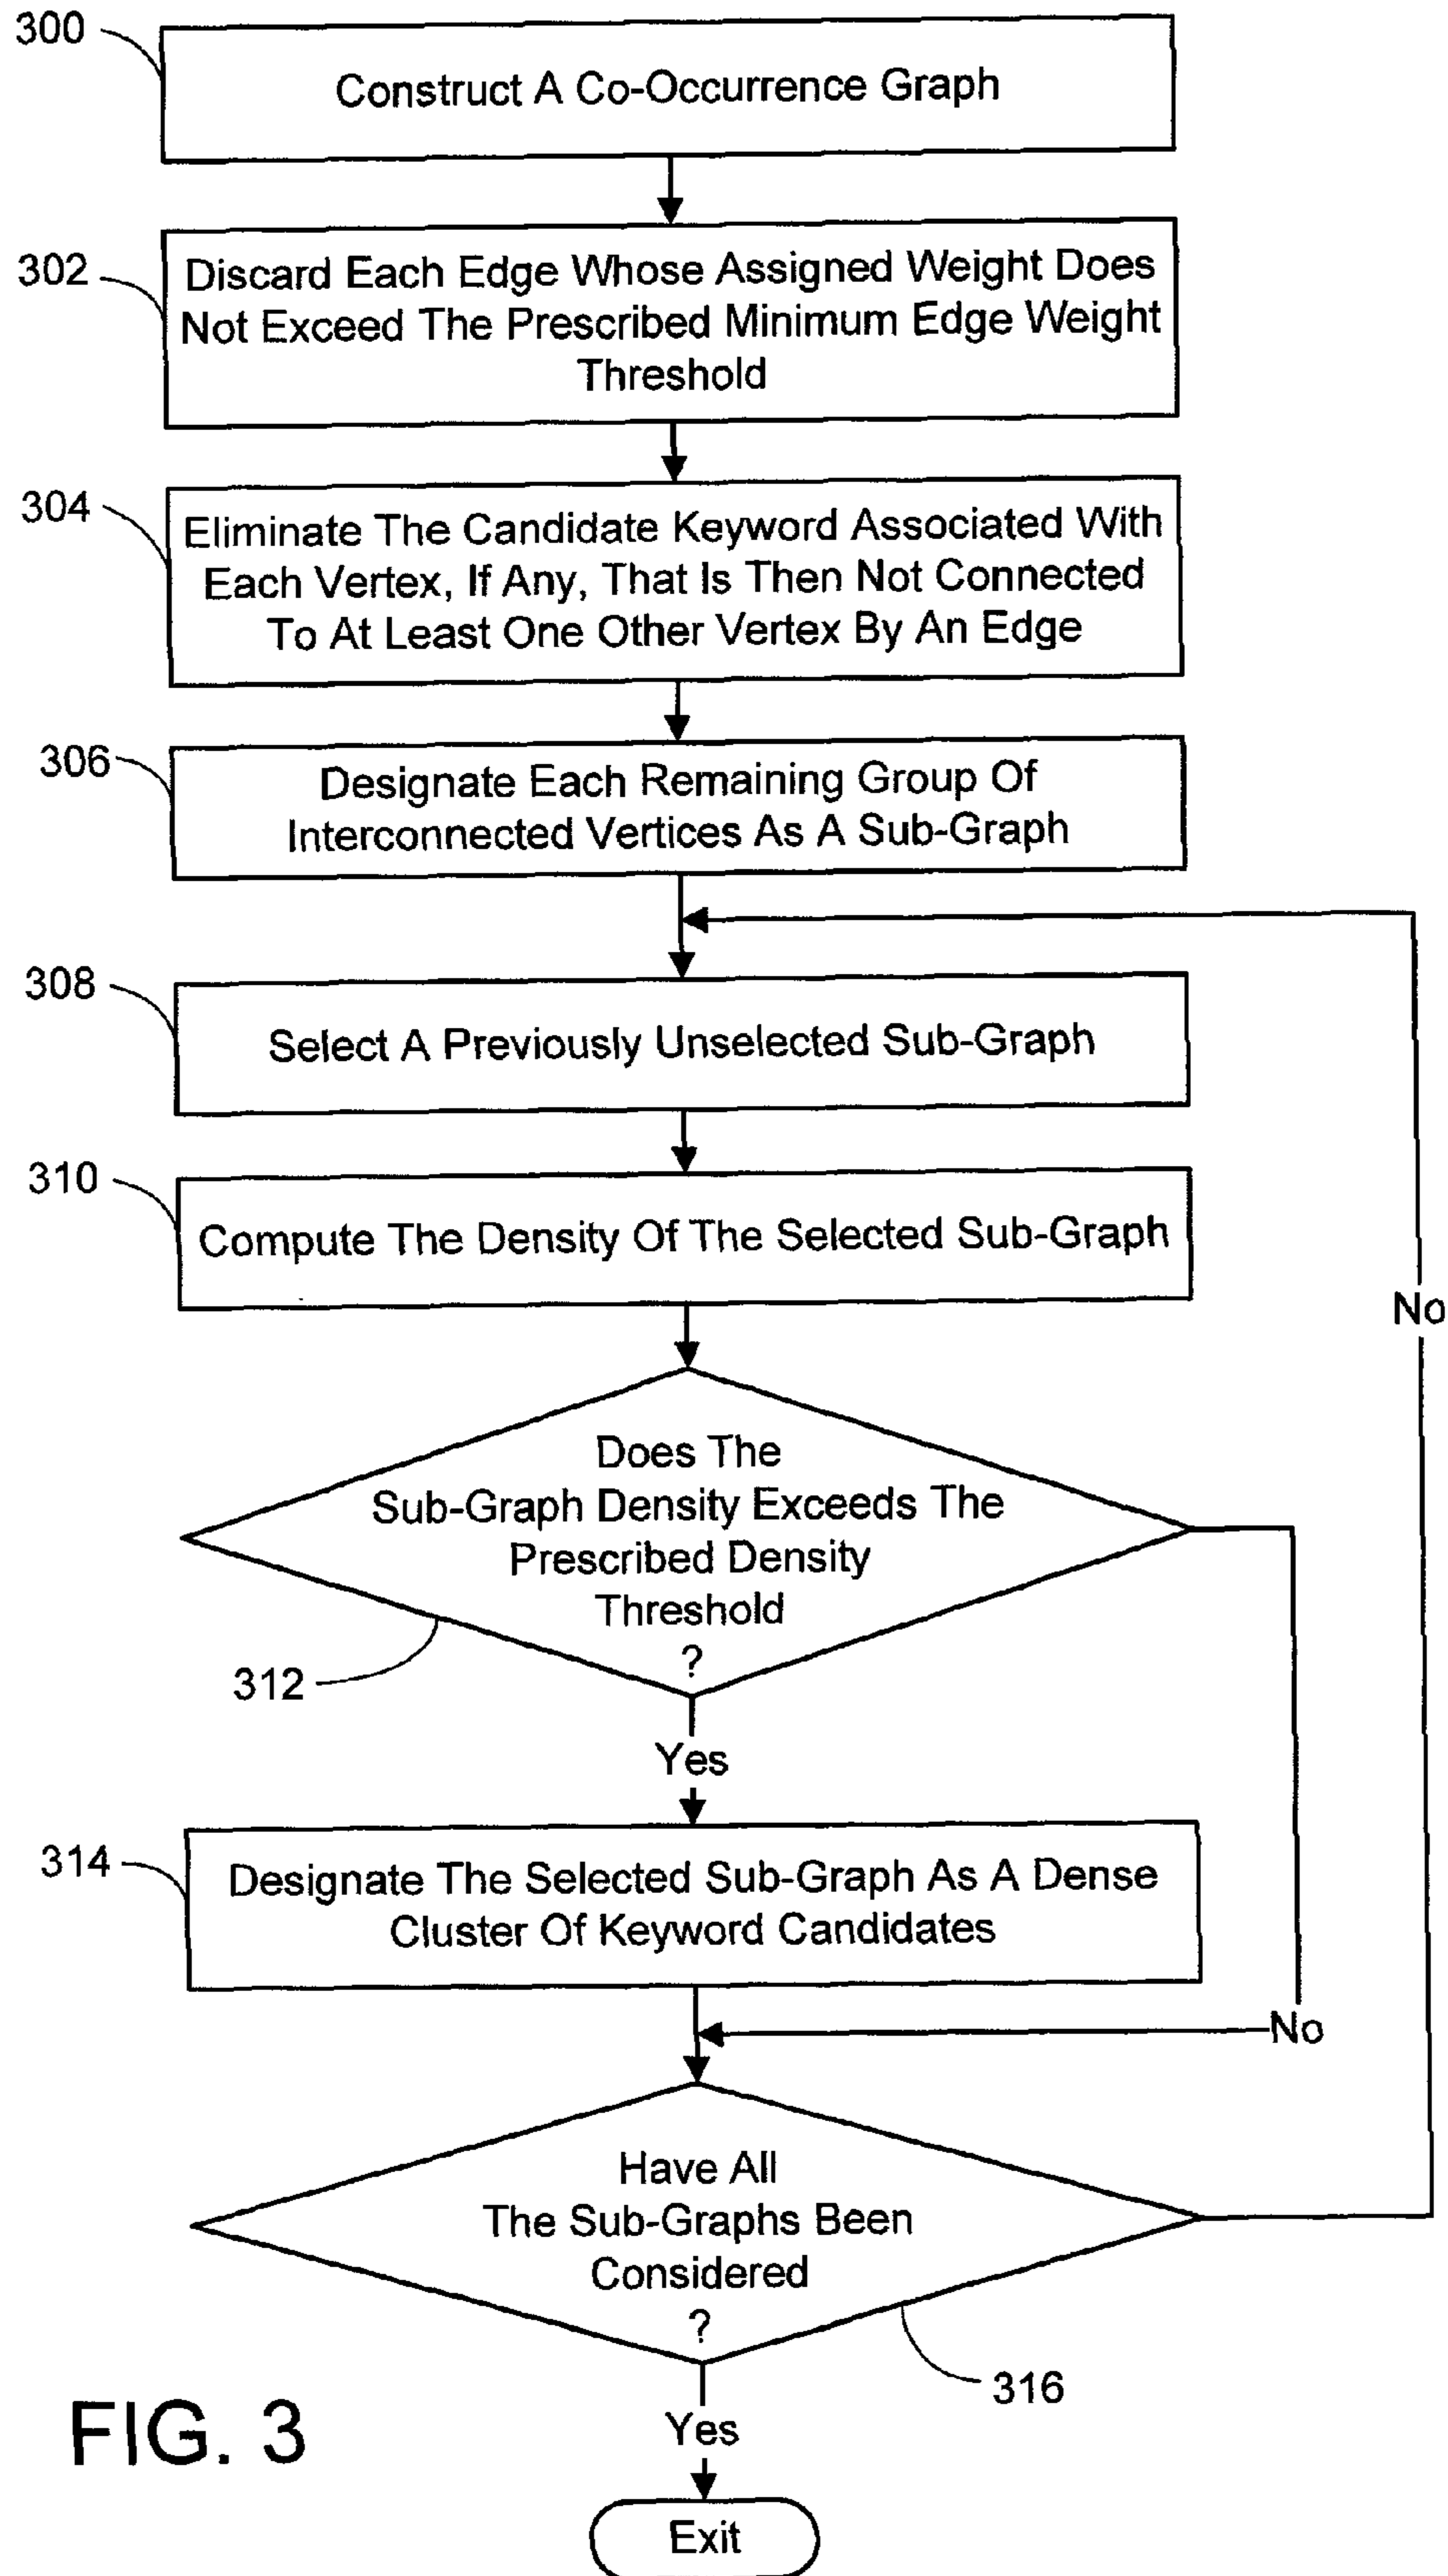 300
Construct A Co-Occurrence Graph
302
Discard Each Edge Whose Assigned Weight Does
Not Exceed The Prescribed Minimum Edge Weight
Threshold
304
Eliminate The Candidate Keyword Associated With
Each Vertex, If Any, That Is Then Not Connected
To At Least One Other Vertex By An Edge
306
Designate Each Remaining Group Of
Interconnected Vertices As A Sub-Graph
308
Select A Previously Unselected Sub-Graph
310
Compute The Density Of The Selected Sub-Graph
No
Does The
Sub-Graph Density Exceeds The
Prescribed Density
Threshold
?
312
Yes
314
Designate The Selected Sub-Graph As A Dense
Cluster Of Keyword Candidates
No
Have All
The Sub-Graphs Been
Considered
?
316
Yes
FIG. 3
Exit